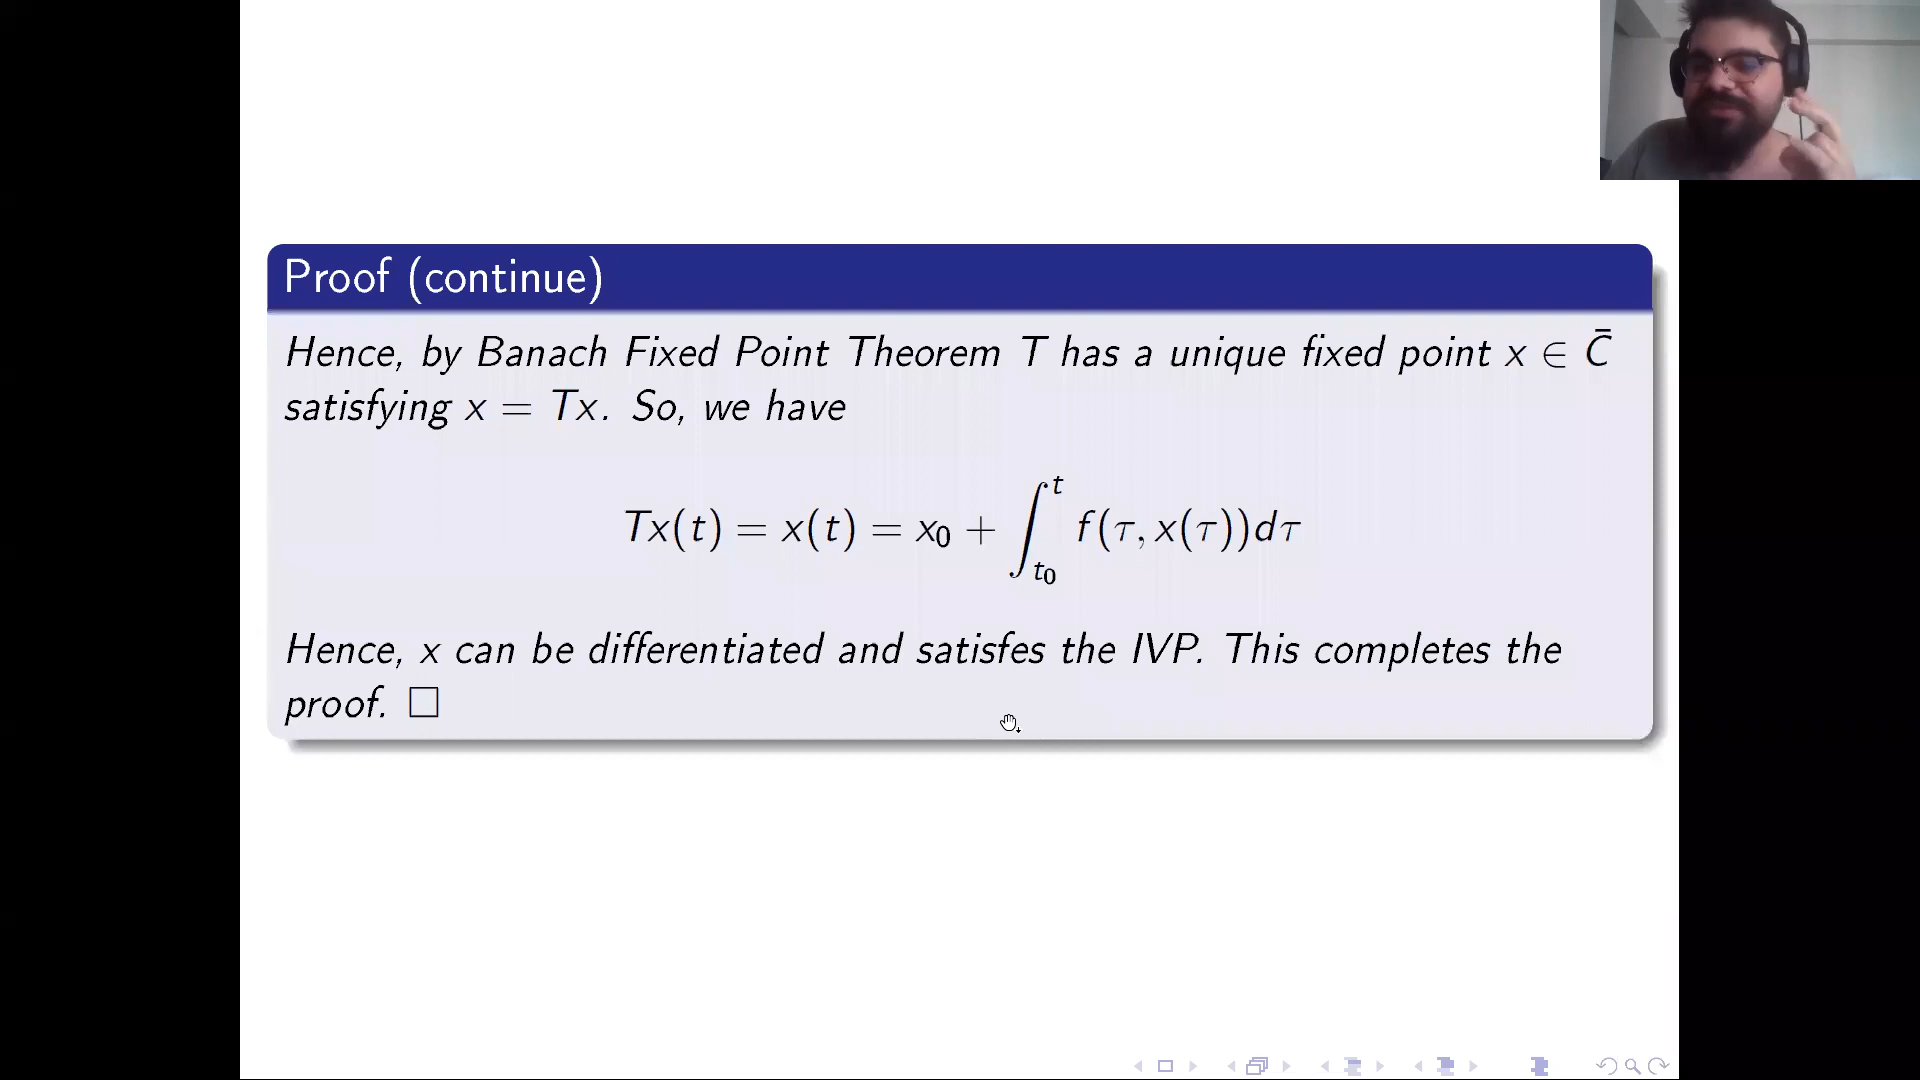 Proof (continue)
Hence, by Banach Fixed Point Theorem T has a unique fixed point x ∈ C̄
satisfying x = Tx. So, we have
Tx(t) = x(t) = x₀ + ∫_{t₀}^{t} f(τ, x(τ))dτ
Hence, x can be differentiated and satisfes the IVP. This completes the
proof. □